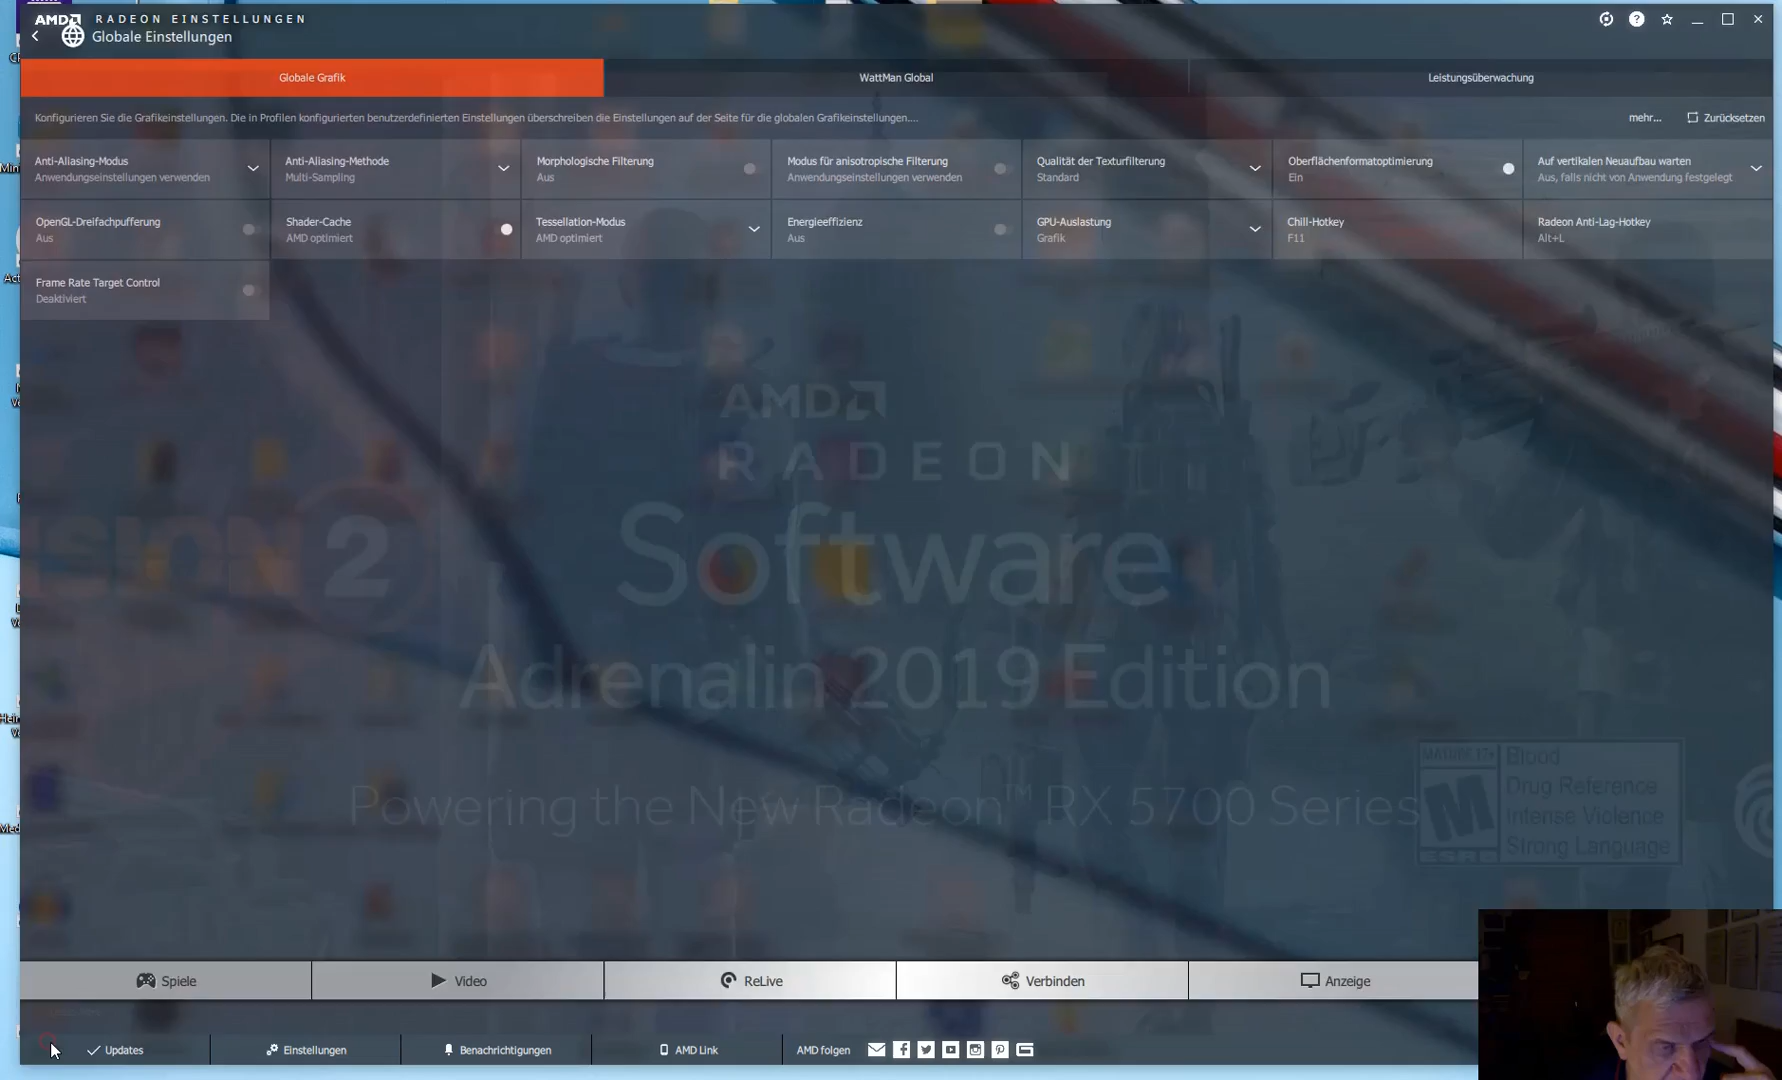 AMD RADEON EINSTELLUNGEN
Globale Einstellungen
Globale Grafik
WattMan Global
Leistungsüberwachung
Konfigurieren Sie die Grafikeinstellungen. Die in Profilen konfigurierten benutzerdefinierten Einstellungen überschreiben die Einstellungen auf der Seite für die globalen Grafikeinstellungen....
mehr...
Zurücksetzen
Anti-Aliasing-Modus
Anwendungseinstellungen verwenden
Anti-Aliasing-Methode
Multi-Sampling
Morphologische Filterung
Aus
Modus für anisotropische Filterung
Anwendungseinstellungen verwenden
Qualität der Texturfilterung
Standard
Oberflächenformatoptimierung
Ein
Auf vertikalen Neuaufbau warten
Aus, falls nicht von Anwendung festgelegt
OpenGL-Dreifachpufferung
Aus
Shader-Cache
AMD optimiert
Tessellation-Modus
AMD optimiert
Energieeffizienz
Aus
GPU-Auslastung
Grafik
Chill-Hotkey
F11
Radeon Anti-Lag-Hotkey
Alt+L
Frame Rate Target Control
Deaktiviert
AMD
RADEON
Software
Adrenalin 2019 Edition
Powering the New Radeon™ RX 5700 Series
2
MATURE 17+
M
ESRB
Blood
Drug Reference
Intense Violence
Strong Language
Spiele
Video
ReLive
Verbinden
Anzeige
Updates
Einstellungen
Benachrichtigungen
AMD Link
AMD folgen